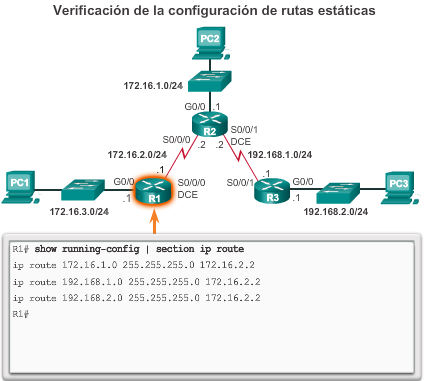 Verificación de la configuración de rutas estáticas
PC2
172.16.1.0/24
G0/0 .1
R2
S0/0/0
S0/0/1
DCE
.2 .2
172.16.2.0/24
192.168.1.0/24
.1
.1
PC1
G0/0
.1
172.16.3.0/24
R1
S0/0/0
DCE
S0/0/1
R3
G0/0
.1
192.168.2.0/24
PC3
R1# show running-config | section ip route
ip route 172.16.1.0 255.255.255.0 172.16.2.2
ip route 192.168.1.0 255.255.255.0 172.16.2.2
ip route 192.168.2.0 255.255.255.0 172.16.2.2
R1#